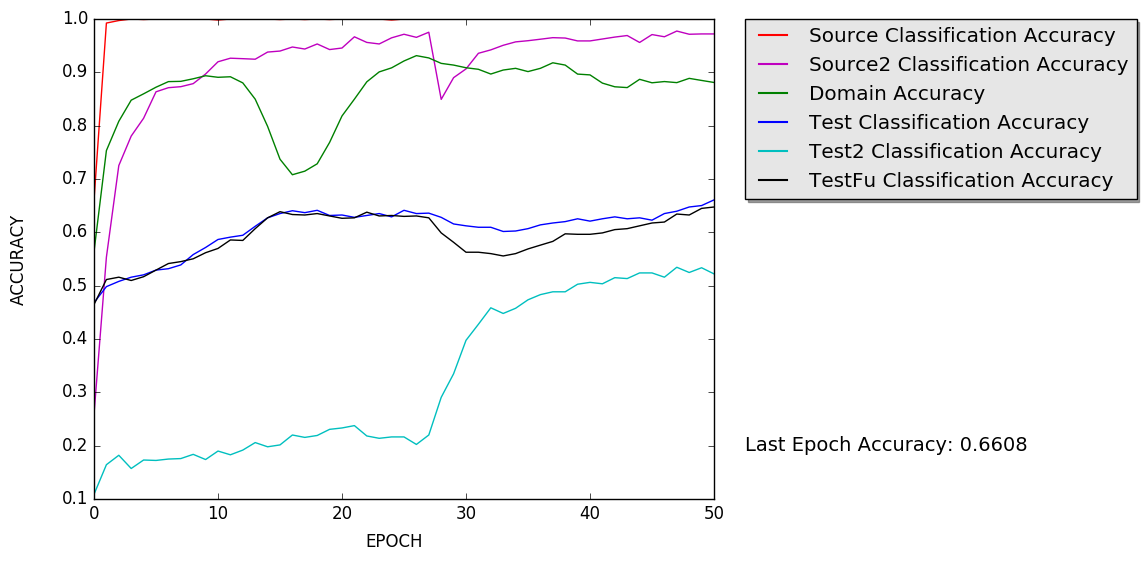 1.0
0.9
0.8
0.7
0.6
0.5
0.4
0.3
0.2
0.1
ACCURACY
0 10 20 30 40 50
EPOCH
Source Classification Accuracy
Source2 Classification Accuracy
Domain Accuracy
Test Classification Accuracy
Test2 Classification Accuracy
TestFu Classification Accuracy
Last Epoch Accuracy: 0.6608